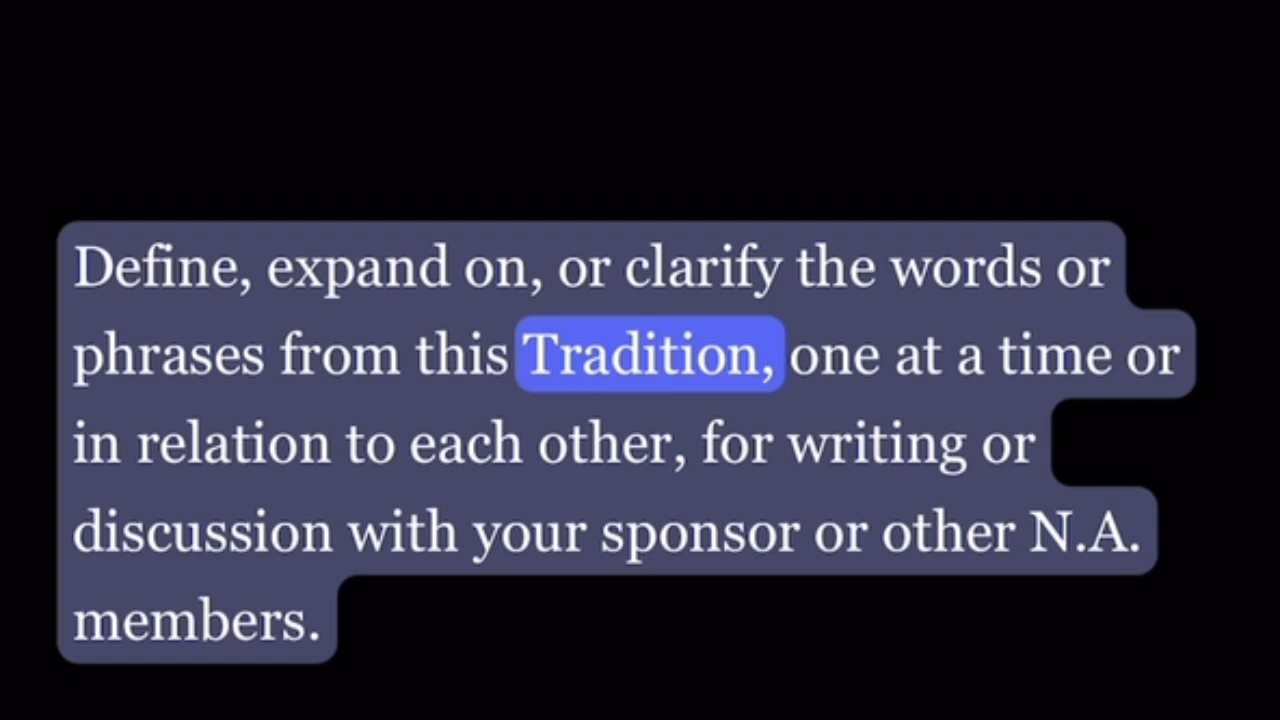 Define, expand on, or clarify the words or
phrases from this Tradition, one at a time or
in relation to each other, for writing or
discussion with your sponsor or other N.A.
members.